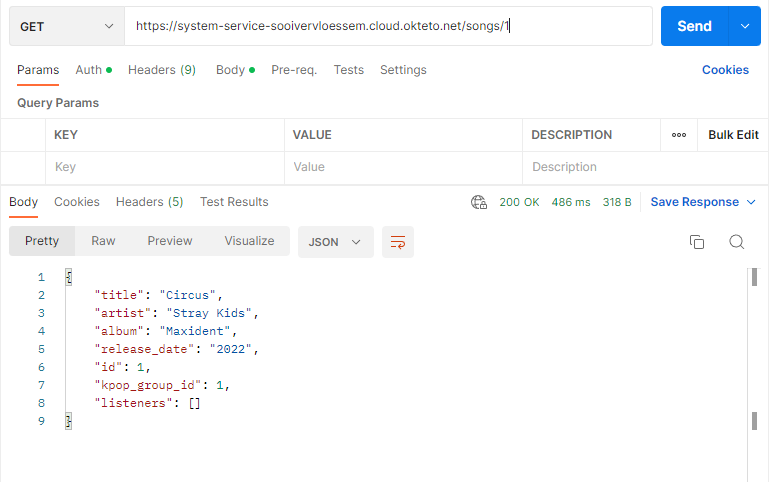 GET https://system-service-sooivervloessem.cloud.okteto.net/songs/1 Send
Params Auth Headers (9) Body Pre-req. Tests Settings Cookies
Query Params
KEY VALUE DESCRIPTION ooo Bulk Edit
Key Value Description
Body Cookies Headers (5) Test Results 200 OK 486 ms 318 B Save Response
Pretty Raw Preview Visualize JSON
1 {
2 "title": "Circus",
3 "artist": "Stray Kids",
4 "album": "Maxident",
5 "release_date": "2022",
6 "id": 1,
7 "kpop_group_id": 1,
8 "listeners": []
9 }